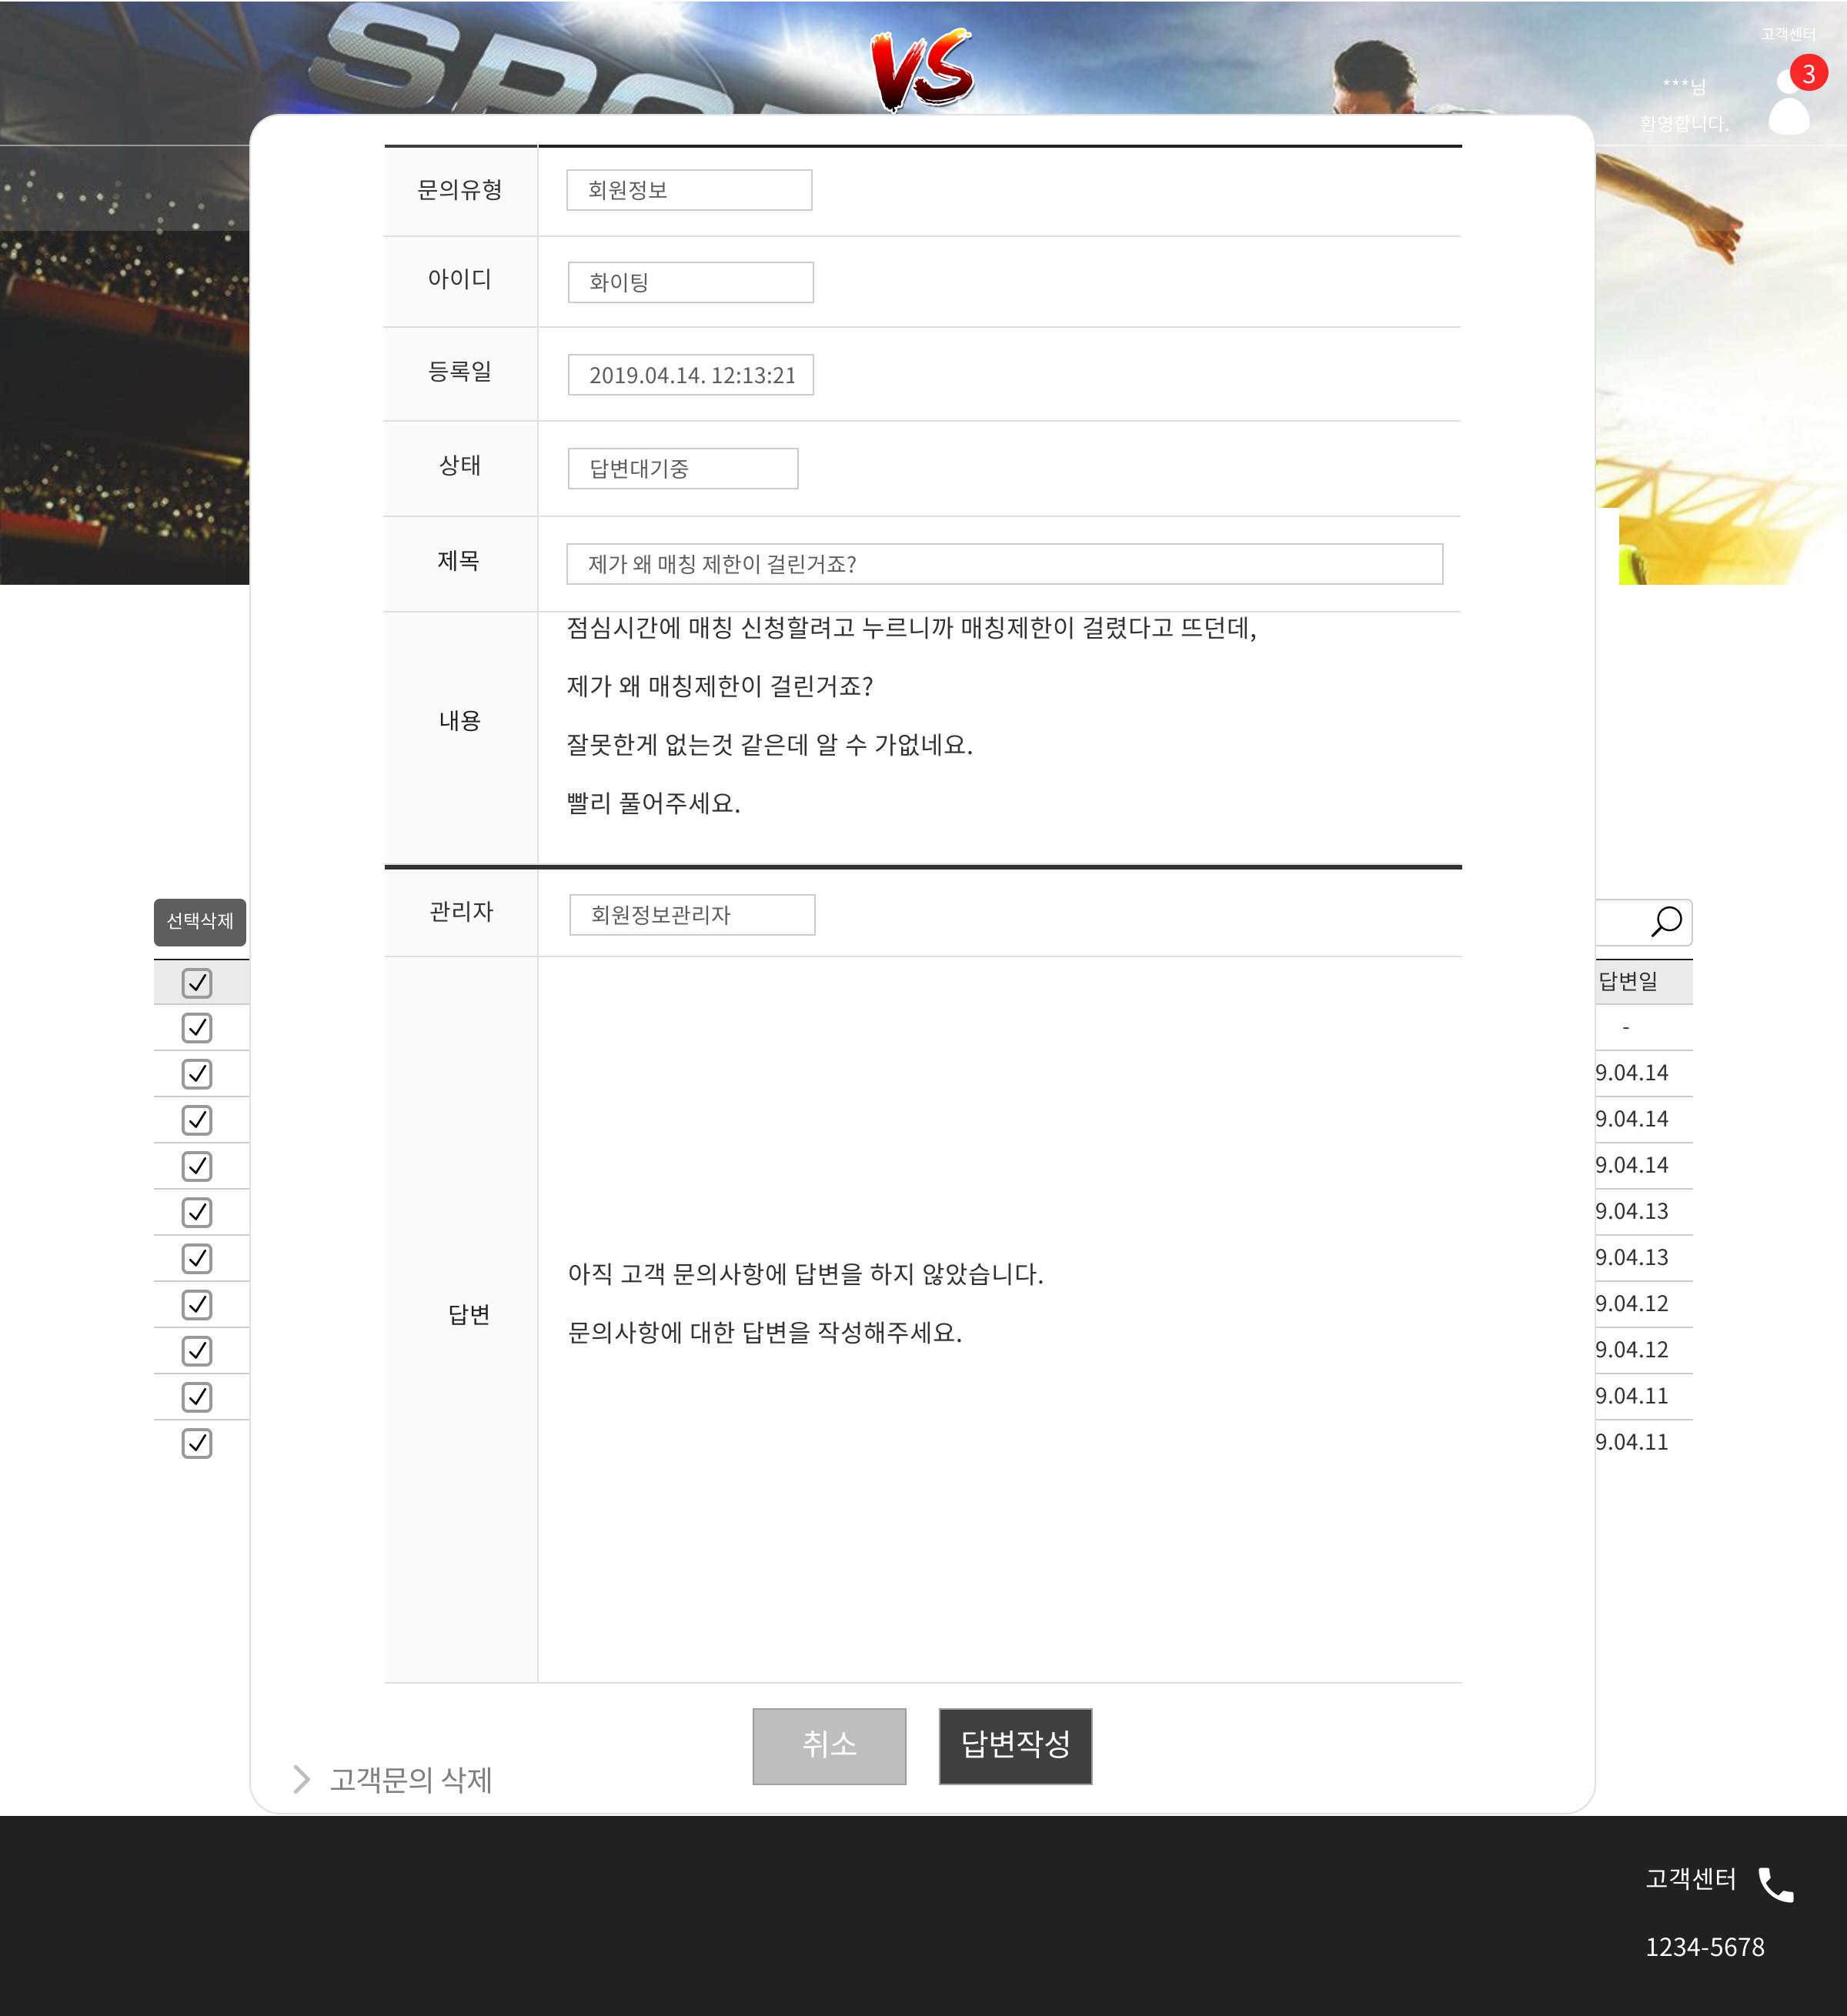 SPO
VS
고객센터
3
***님
환영합니다.
문의유형
회원정보
아이디
화이팅
등록일
2019.04.14. 12:13:21
상태
답변대기중
제목
제가 왜 매칭 제한이 걸린거죠?
내용
점심시간에 매칭 신청할려고 누르니까 매칭제한이 걸렸다고 뜨던데,
제가 왜 매칭제한이 걸린거죠?
잘못한게 없는것 같은데 알 수 가없네요.
빨리 풀어주세요.
관리자
회원정보관리자
선택삭제
답변일
-
9.04.14
9.04.14
9.04.14
9.04.13
9.04.13
9.04.12
9.04.12
9.04.11
9.04.11
답변
아직 고객 문의사항에 답변을 하지 않았습니다.
문의사항에 대한 답변을 작성해주세요.
취소
답변작성
고객문의 삭제
고객센터
1234-5678